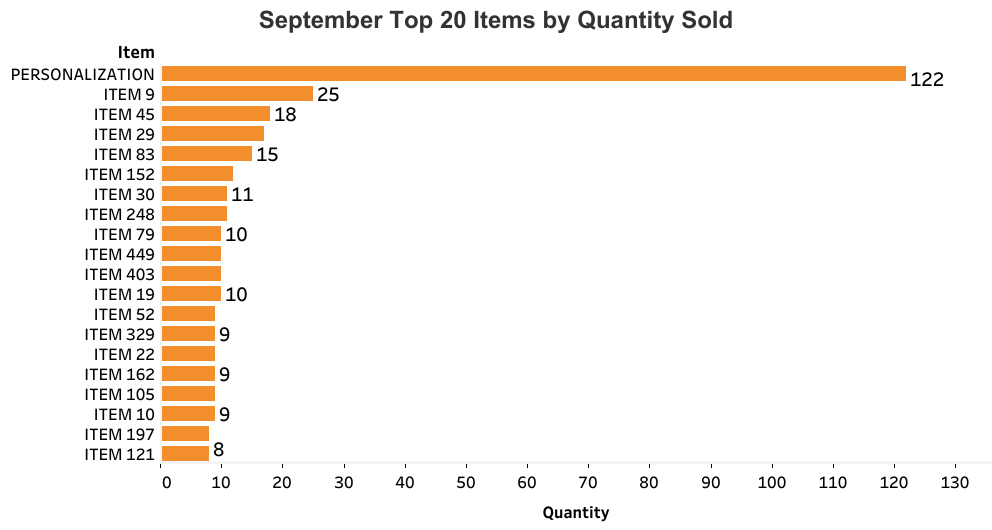 September Top 20 Items by Quantity Sold
Item
PERSONALIZATION 122
ITEM 9 25
ITEM 45 18
ITEM 29
ITEM 83 15
ITEM 152
ITEM 30 11
ITEM 248
ITEM 79 10
ITEM 449
ITEM 403
ITEM 19 10
ITEM 52
ITEM 329 9
ITEM 22
ITEM 162 9
ITEM 105
ITEM 10 9
ITEM 197
ITEM 121 8
0 10 20 30 40 50 60 70 80 90 100 110 120 130
Quantity